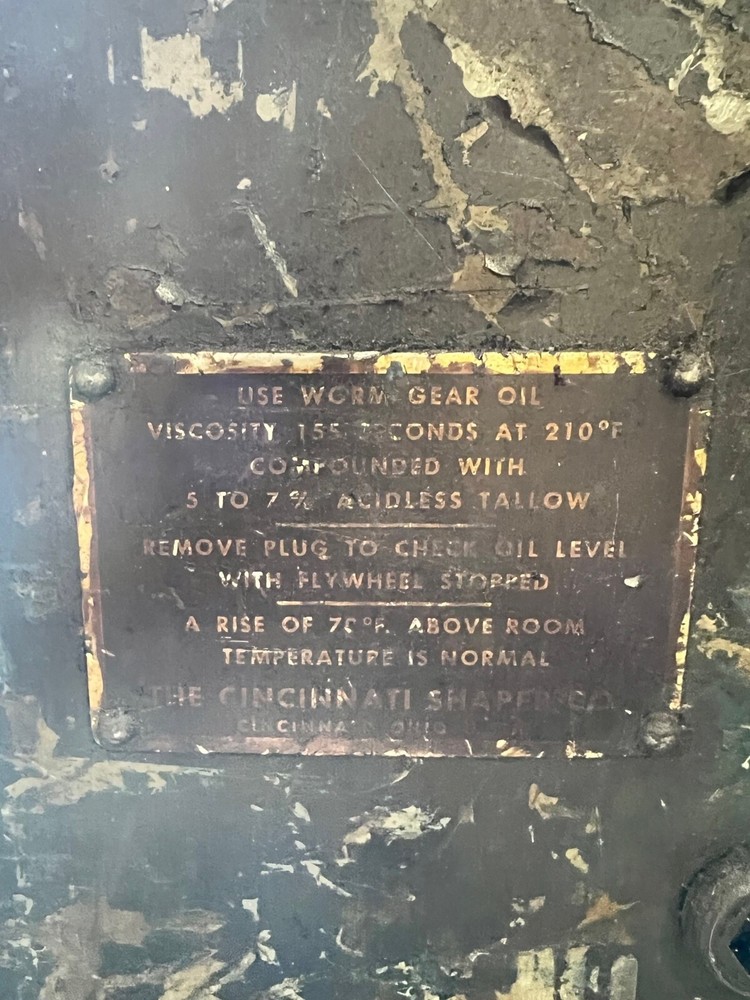 USE WORM GEAR OIL
VISCOSITY 155 SECONDS AT 210°F
COMPOUNDED WITH
5 TO 7% ACIDLESS TALLOW
REMOVE PLUG TO CHECK OIL LEVEL
WITH FLYWHEEL STOPPED
A RISE OF 70°F. ABOVE ROOM
TEMPERATURE IS NORMAL
THE CINCINNATI SHAPER CO.
CINCINNATI, OHIO